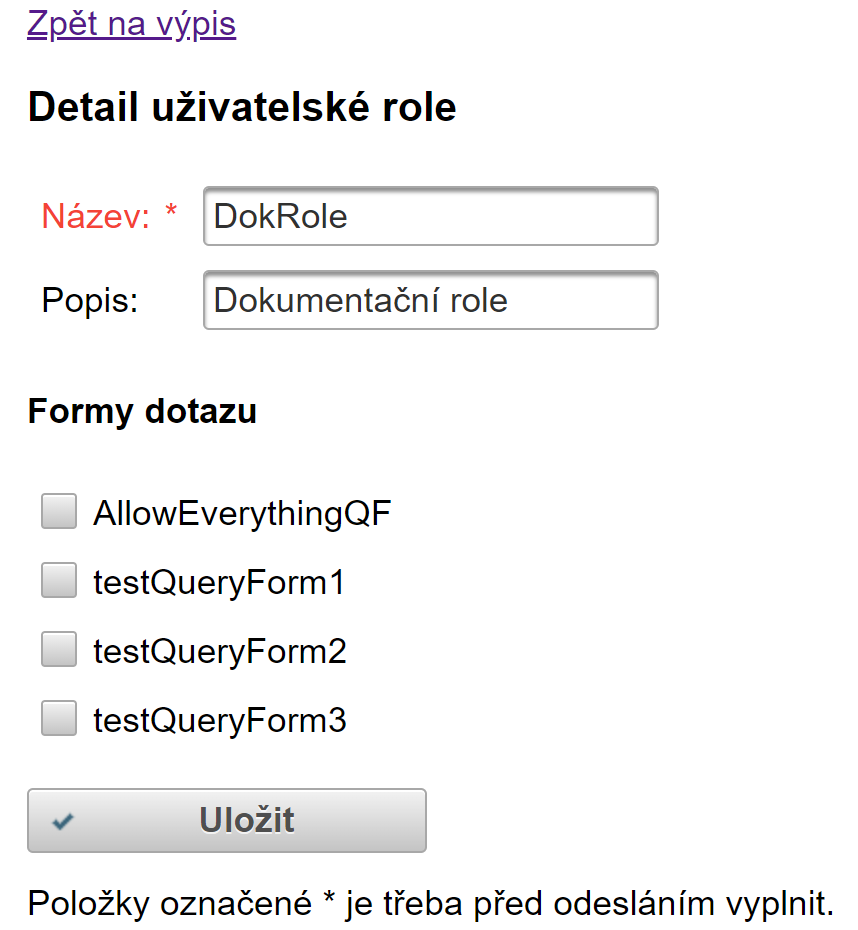 Zpět na výpis
Detail uživatelské role
Název: * DokRole
Popis: Dokumentační role
Formy dotazu
AllowEverythingQF
testQueryForm1
testQueryForm2
testQueryForm3
Uložit
Položky označené * je třeba před odesláním vyplnit.